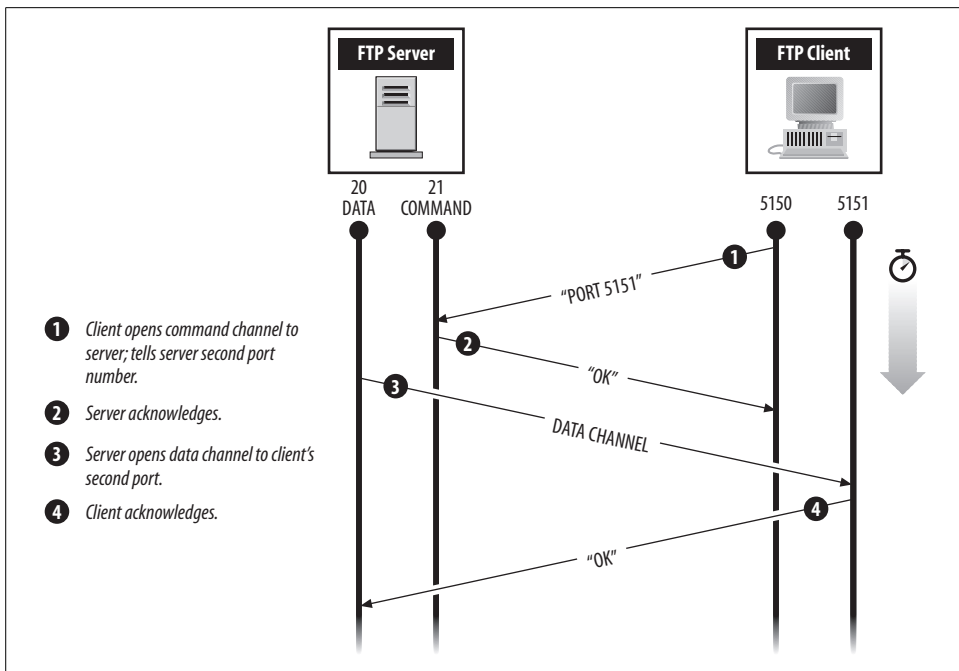 FTP Server
FTP Client
20
DATA
21
COMMAND
5150
5151
1
“PORT 5151”
2
“OK”
3
DATA CHANNEL
4
“OK”
1 Client opens command channel to
server; tells server second port
number.
2 Server acknowledges.
3 Server opens data channel to client’s
second port.
4 Client acknowledges.